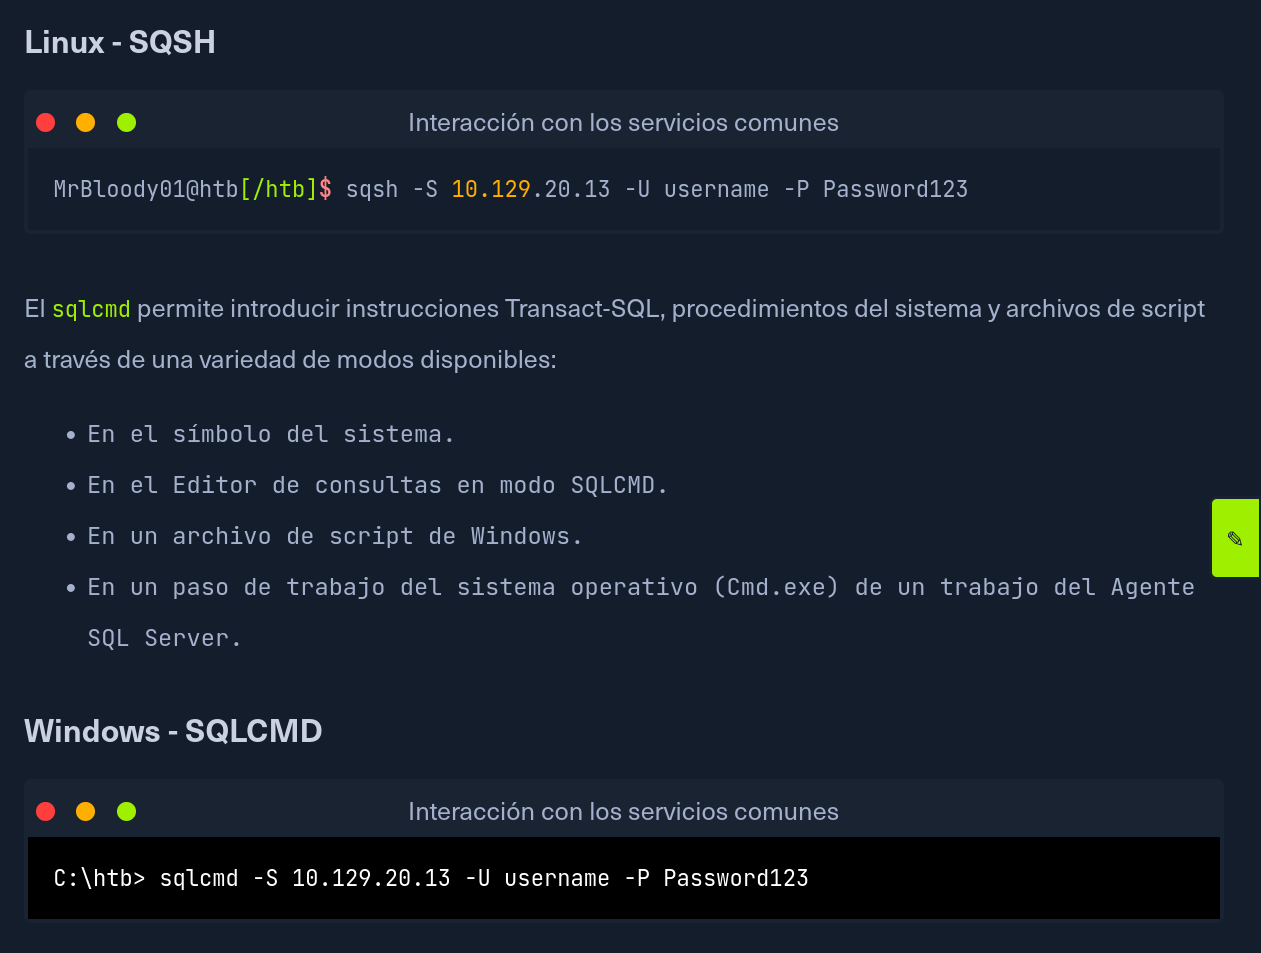 Linux - SQSH
Interacción con los servicios comunes
MrBloody01@htb[/htb]$ sqsh -S 10.129.20.13 -U username -P Password123
El sqlcmd permite introducir instrucciones Transact-SQL, procedimientos del sistema y archivos de script
a través de una variedad de modos disponibles:
• En el símbolo del sistema.
• En el Editor de consultas en modo SQLCMD.
• En un archivo de script de Windows.
• En un paso de trabajo del sistema operativo (Cmd.exe) de un trabajo del Agente
SQL Server.
Windows - SQLCMD
Interacción con los servicios comunes
C:\htb> sqlcmd -S 10.129.20.13 -U username -P Password123